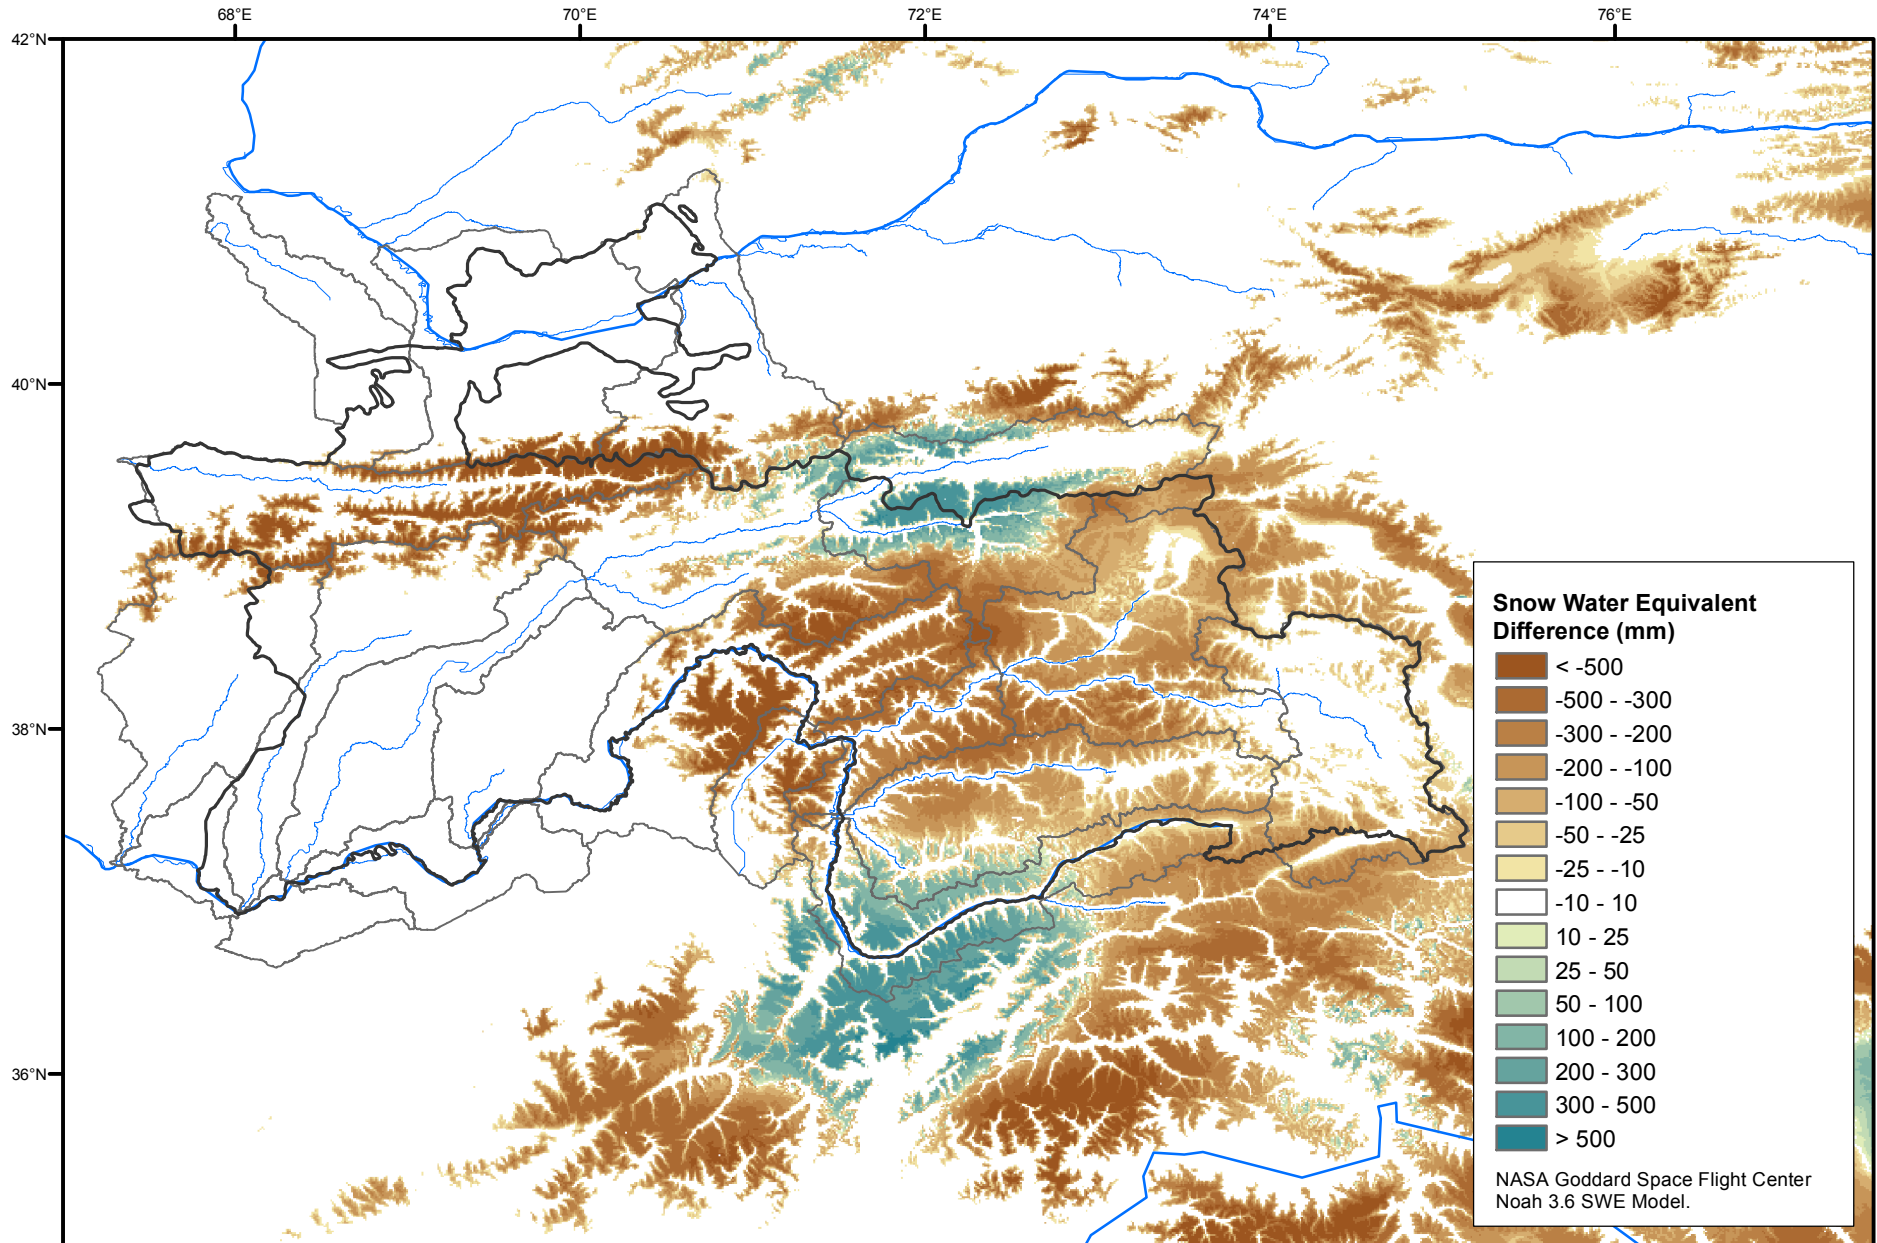 68°E
70°E
72°E
74°E
76°E
42°N
40°N
38°N
36°N
Snow Water Equivalent
Difference (mm)
< -500
-500 - -300
-300 - -200
-200 - -100
-100 - -50
-50 - -25
-25 - -10
-10 - 10
10 - 25
25 - 50
50 - 100
100 - 200
200 - 300
300 - 500
> 500
NASA Goddard Space Flight Center
Noah 3.6 SWE Model.